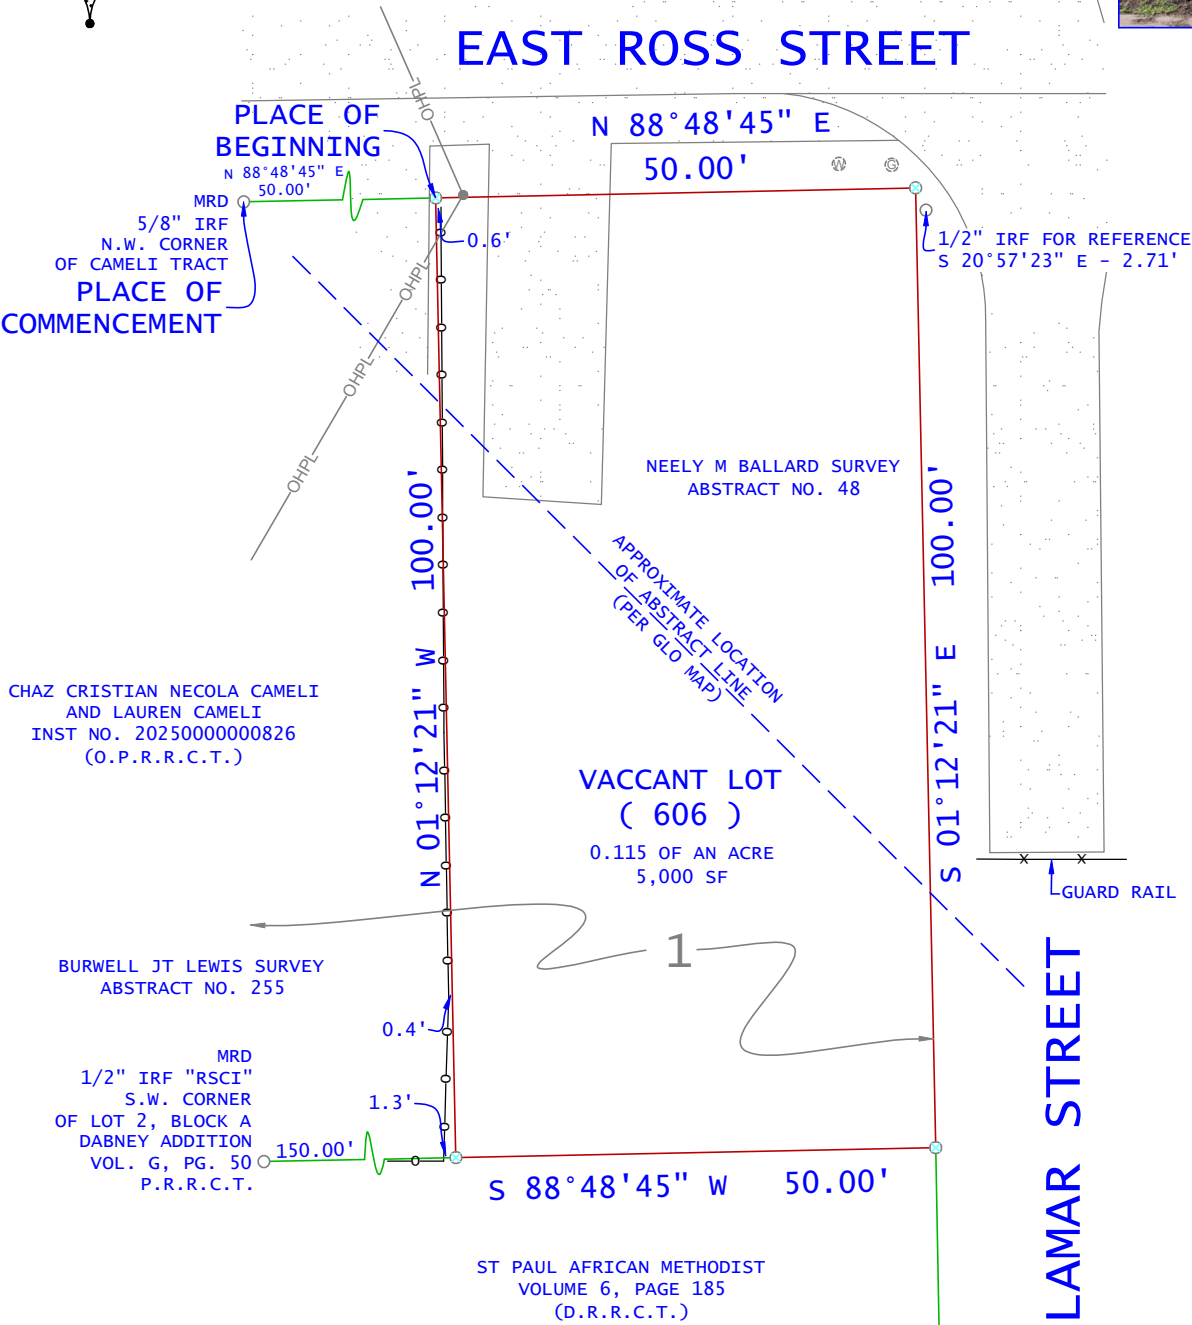 EAST ROSS STREET
OHPL
PLACE OF
BEGINNING
N 88°48'45" E
50.00'
N 88°48'45" E
50.00'
W
G
MRD
5/8" IRF
N.W. CORNER
OF CAMELI TRACT
PLACE OF
COMMENCEMENT
0.6'
1/2" IRF FOR REFERENCE
S 20°57'23" E - 2.71'
OHPL
OHPL
OHPL
NEELY M BALLARD SURVEY
ABSTRACT NO. 48
N 01°12'21" W 100.00'
S 01°12'21" E 100.00'
APPROXIMATE LOCATION
OF ABSTRACT LINE
(PER GLO MAP)
CHAZ CRISTIAN NECOLA CAMELI
AND LAUREN CAMELI
INST NO. 20250000000826
(O.P.R.R.C.T.)
VACCANT LOT
( 606 )
0.115 OF AN ACRE
5,000 SF
X X
GUARD RAIL
1
BURWELL JT LEWIS SURVEY
ABSTRACT NO. 255
0.4'
MRD
1/2" IRF "RSCI"
S.W. CORNER
OF LOT 2, BLOCK A
DABNEY ADDITION
VOL. G, PG. 50
P.R.R.C.T.
1.3'
150.00'
S 88°48'45" W 50.00'
LAMAR STREET
ST PAUL AFRICAN METHODIST
VOLUME 6, PAGE 185
(D.R.R.C.T.)